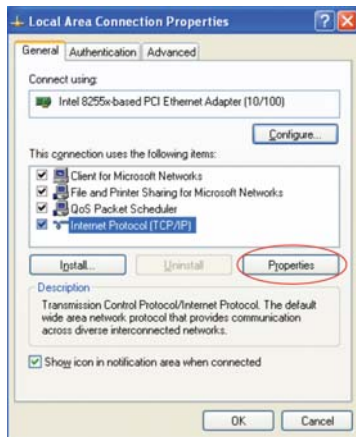 Local Area Connection Properties
General Authentication Advanced
Connect using:
Intel 8255x-based PCI Ethernet Adapter (10/100)
Configure...
This connection uses the following items:
Client for Microsoft Networks
File and Printer Sharing for Microsoft Networks
QoS Packet Scheduler
Internet Protocol (TCP/IP)
Install... Uninstall Properties
Description
Transmission Control Protocol/Internet Protocol. The default
wide area network protocol that provides communication
across diverse interconnected networks.
Show icon in notification area when connected
OK Cancel